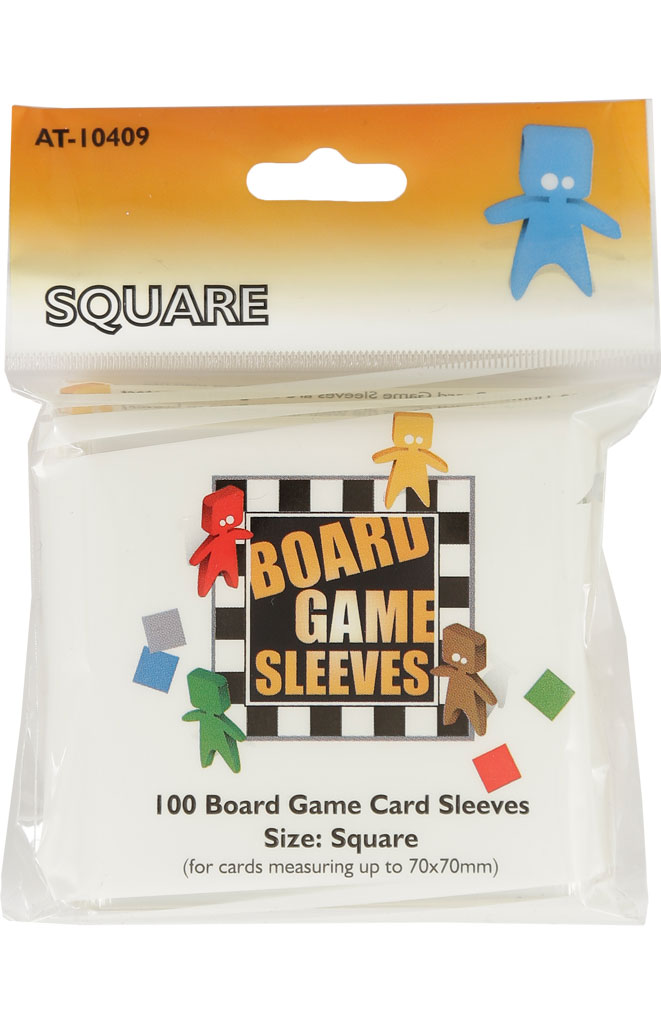 AT-10409
SQUARE
BOARD
GAME
SLEEVES
100 Board Game Card Sleeves
Size: Square
(for cards measuring up to 70x70mm)